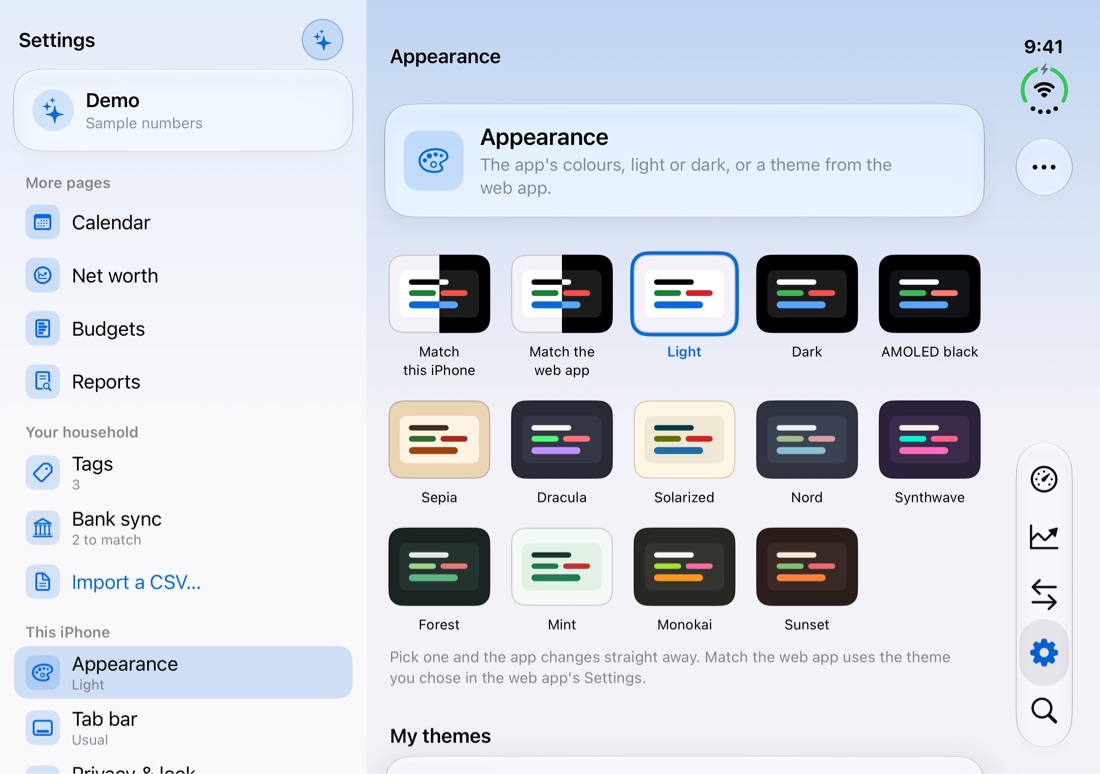 Settings
Demo
Sample numbers
More pages
Calendar
Net worth
Budgets
Reports
Your household
Tags
3
Bank sync
2 to match
Import a CSV...
This iPhone
Appearance
Light
Tab bar
Usual
Privacy & lock
Appearance
Appearance
The app's colours, light or dark, or a theme from the
web app.
Match
this iPhone
Match the
web app
Light
Dark
AMOLED black
Sepia
Dracula
Solarized
Nord
Synthwave
Forest
Mint
Monokai
Sunset
Pick one and the app changes straight away. Match the web app uses the theme
you chose in the web app's Settings.
My themes
9:41